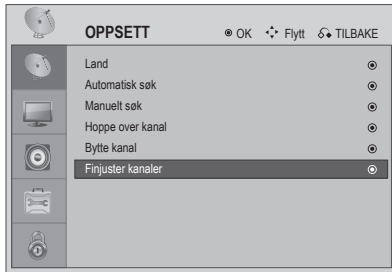 OPPSETT OK Flytt TILBAKE
Land
Automatisk søk
Manuelt søk
Hoppe over kanal
Bytte kanal
Finjuster kanaler